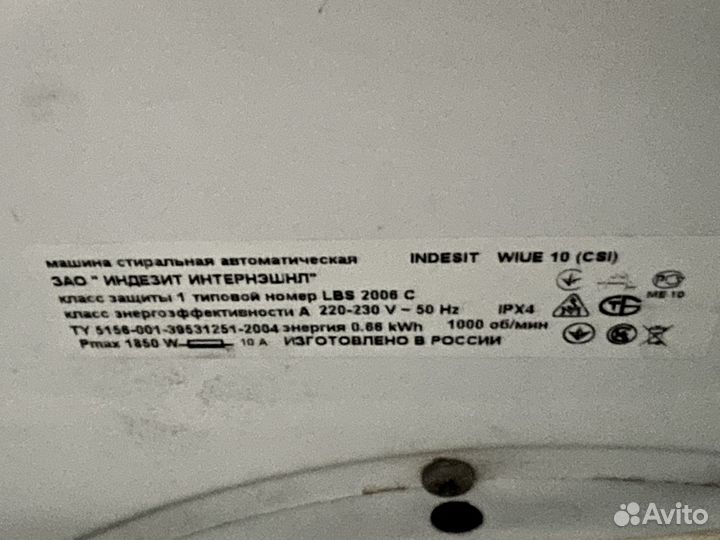 машина стиральная автоматическая INDESIT WIUE 10 (CSI)
ЗАО " ИНДЕЗИТ ИНТЕРНЭШНЛ"
класс защиты 1 типовой номер LBS 2006 C
ME 10
класс энергоэффективности А 220-230 V ~ 50 Hz IPX4
ТУ 5156-001-39531251-2004 энергия 0.66 kWh 1000 об/мин
Pmax 1850 W 10 A ИЗГОТОВЛЕНО В РОССИИ
Avito